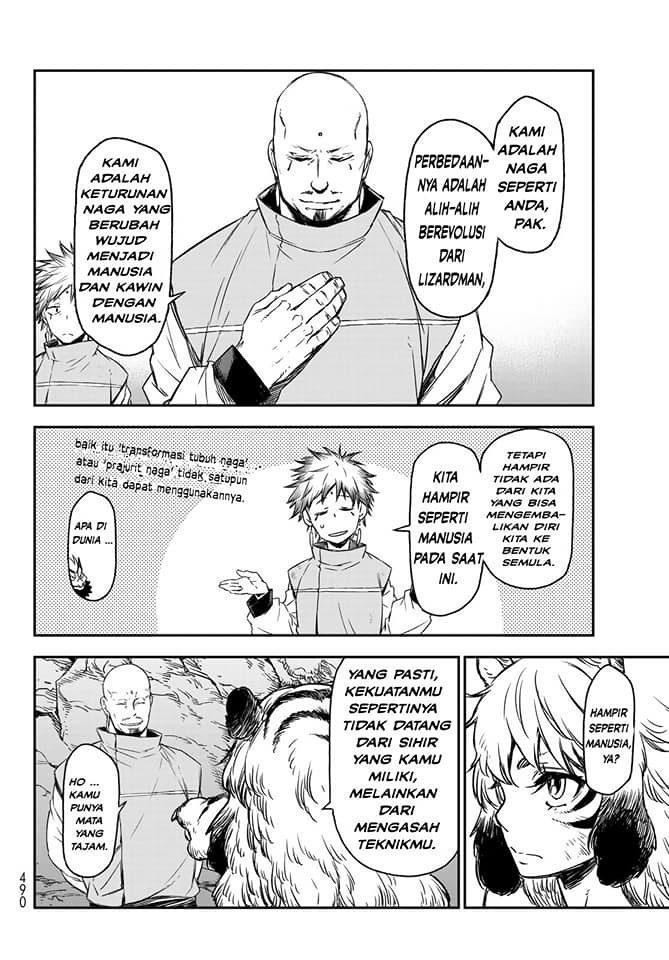 KAMI
ADALAH
NAGA
SEPERTI
ANDA,
PAK.
PERBEDAAN-
NYA ADALAH
ALIH-ALIH
BEREVOLUSI
DARI
LIZARDMAN,
KAMI
ADALAH
KETURUNAN
NAGA YANG
BERUBAH
WUJUD
MENJADI
MANUSIA
DAN KAWIN
DENGAN
MANUSIA.
TETAPI
HAMPIR
TIDAK ADA
DARI KITA
YANG BISA
MENGEMBA-
LIKAN DIRI
KITA KE
BENTUK
SEMULA.
KITA
HAMPIR
SEPERTI
MANUSIA
PADA SAAT
INI.
baik itu 'transformasi tubuh naga'
atau 'prajurit naga' tidak satupun
dari kita dapat menggunakannya.
APA DI
DUNIA ...
HAMPIR
SEPERTI
MANUSIA,
YA?
YANG PASTI,
KEKUATANMU
SEPERTINYA
TIDAK DATANG
DARI SIHIR
YANG KAMU
MILIKI,
MELAINKAN
DARI
MENGASAH
TEKNIKMU.
HO ...
KAMU
PUNYA
MATA
YANG
TAJAM.
490